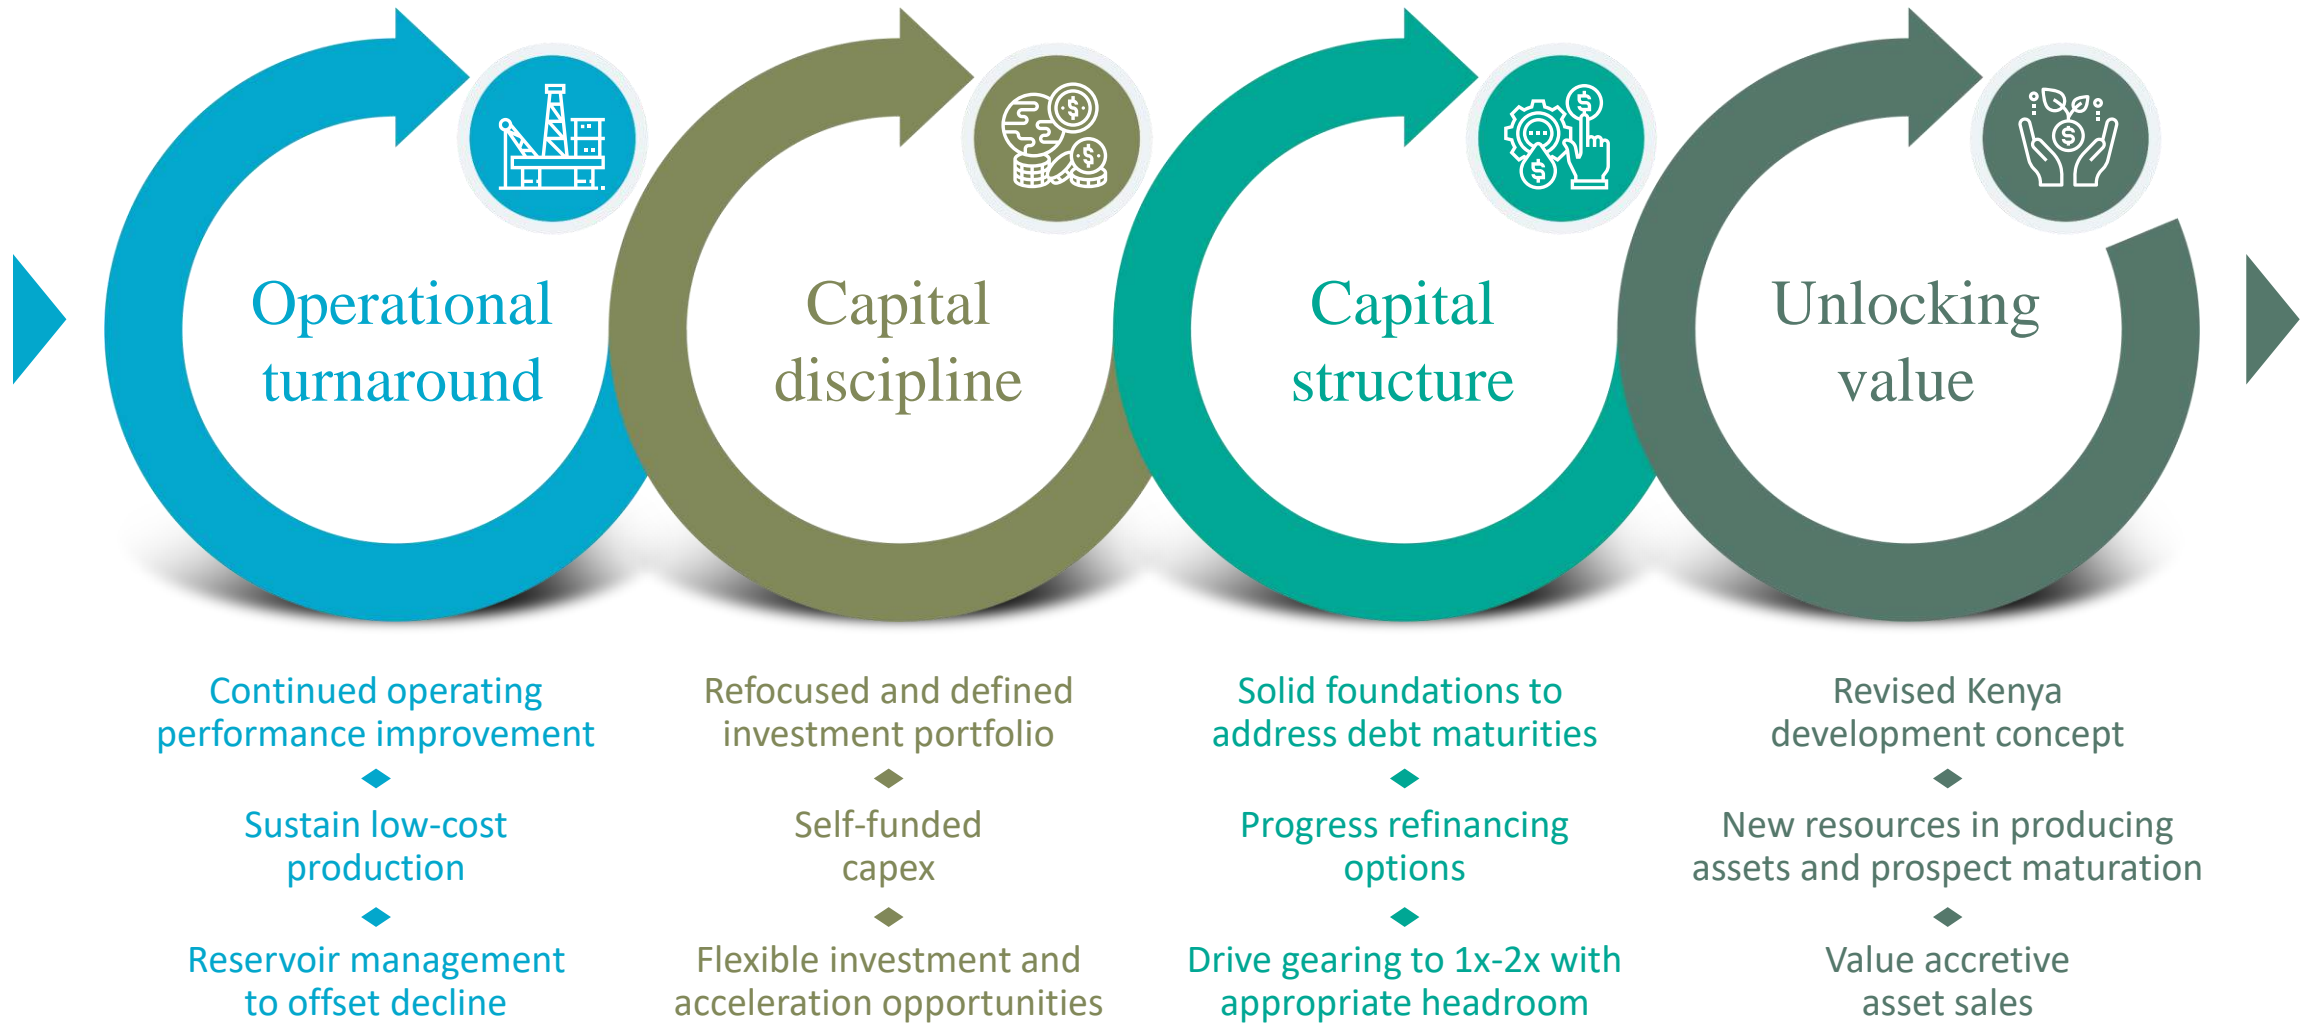 Operational
turnaround
Capital
discipline
Capital
structure
Unlocking
value
Continued operating
performance improvement
Sustain low-cost
production
Reservoir management
to offset decline
Refocused and defined
investment portfolio
Self-funded
capex
Flexible investment and
acceleration opportunities
Solid foundations to
address debt maturities
Progress refinancing
options
Drive gearing to 1x-2x with
appropriate headroom
Revised Kenya
development concept
New resources in producing
assets and prospect maturation
Value accretive
asset sales